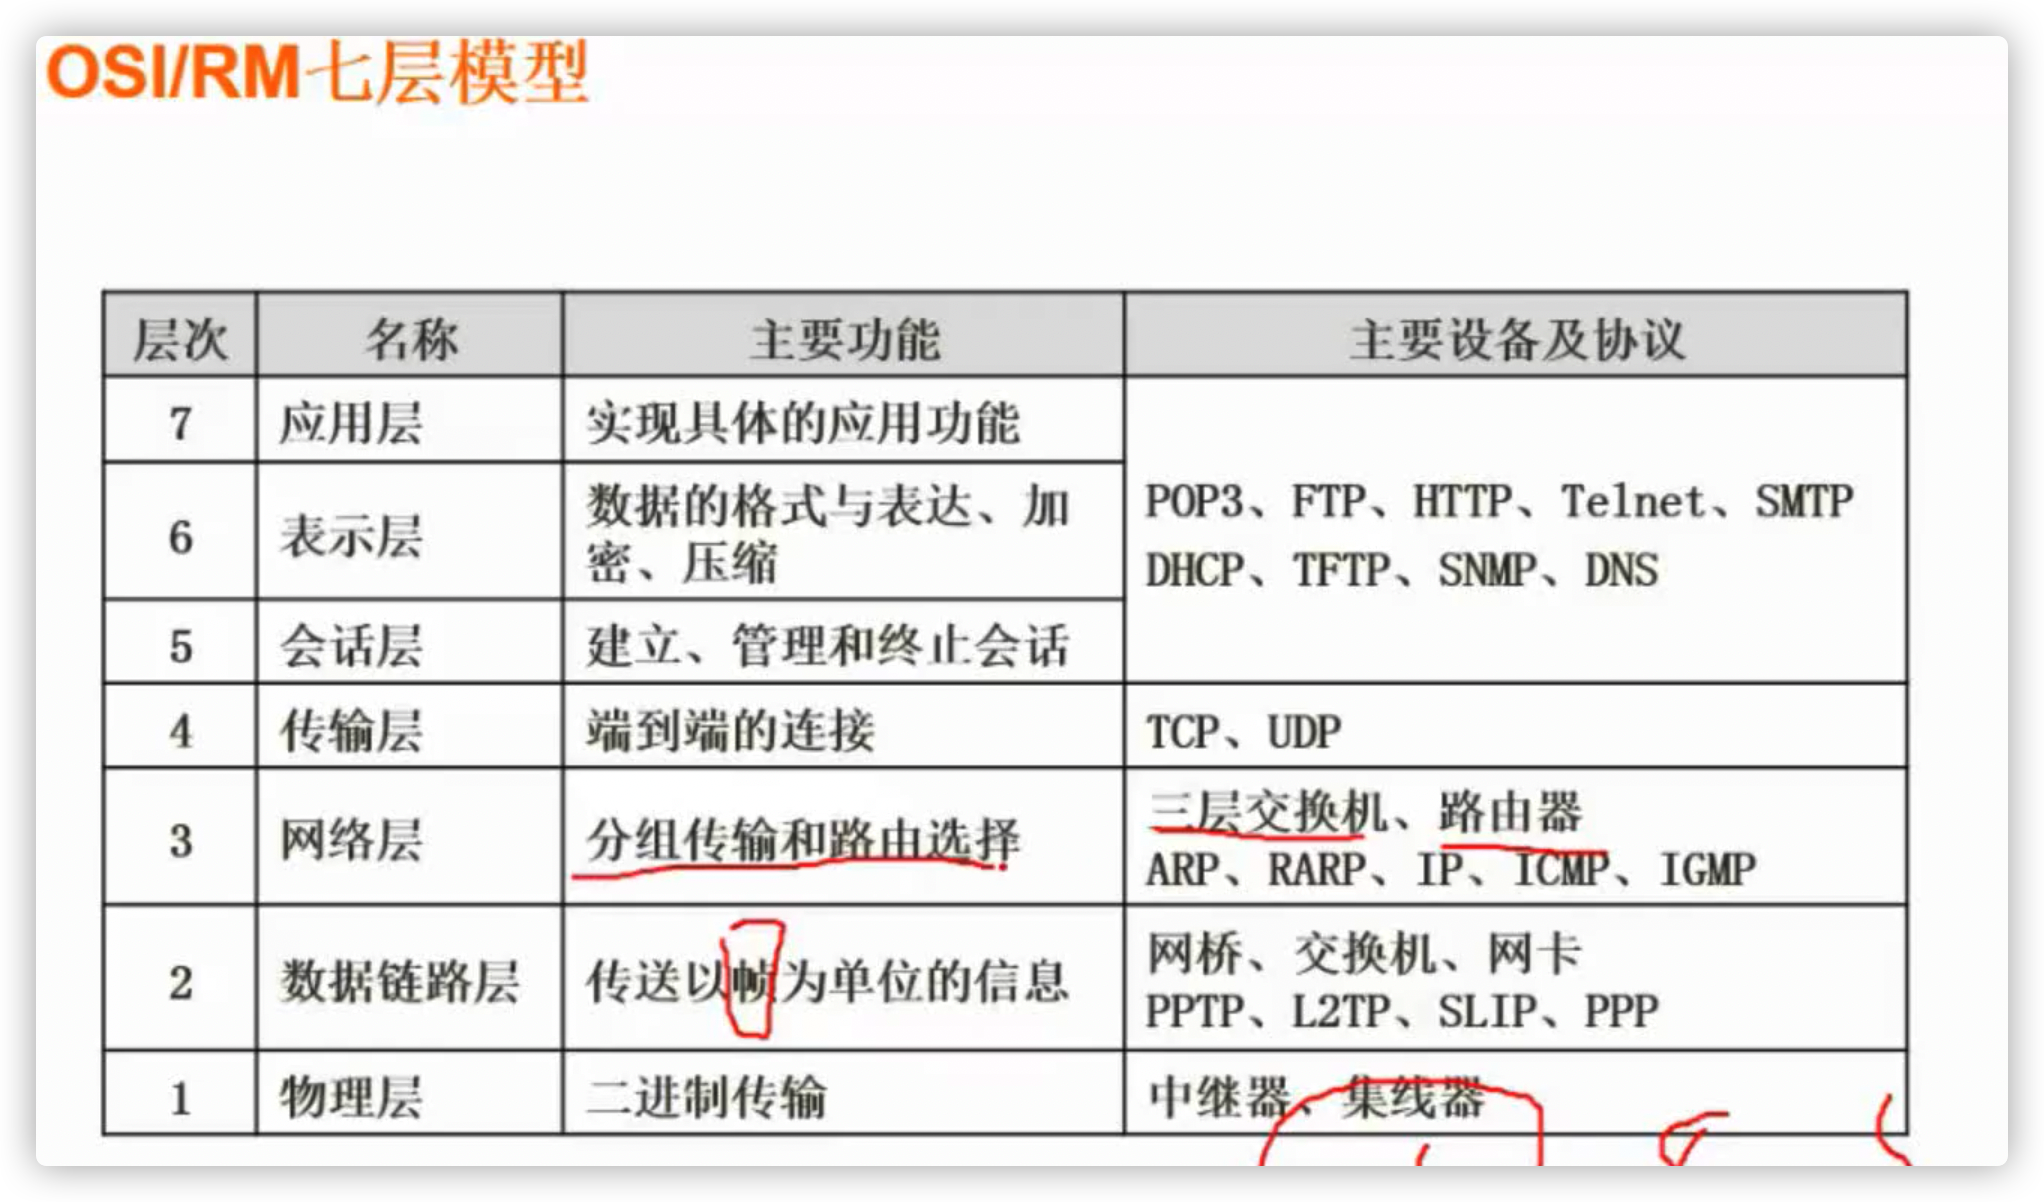 OSI/RM七层模型
层次 名称 主要功能 主要设备及协议
7 应用层 实现具体的应用功能
6 表示层 数据的格式与表达、加
密、压缩
POP3、FTP、HTTP、Telnet、SMTP
DHCP、TFTP、SNMP、DNS
5 会话层 建立、管理和终止会话
4 传输层 端到端的连接 TCP、UDP
3 网络层 分组传输和路由选择 三层交换机、路由器
ARP、RARP、IP、ICMP、IGMP
2 数据链路层 传送以帧为单位的信息 网桥、交换机、网卡
PPTP、L2TP、SLIP、PPP
1 物理层 二进制传输 中继器、集线器